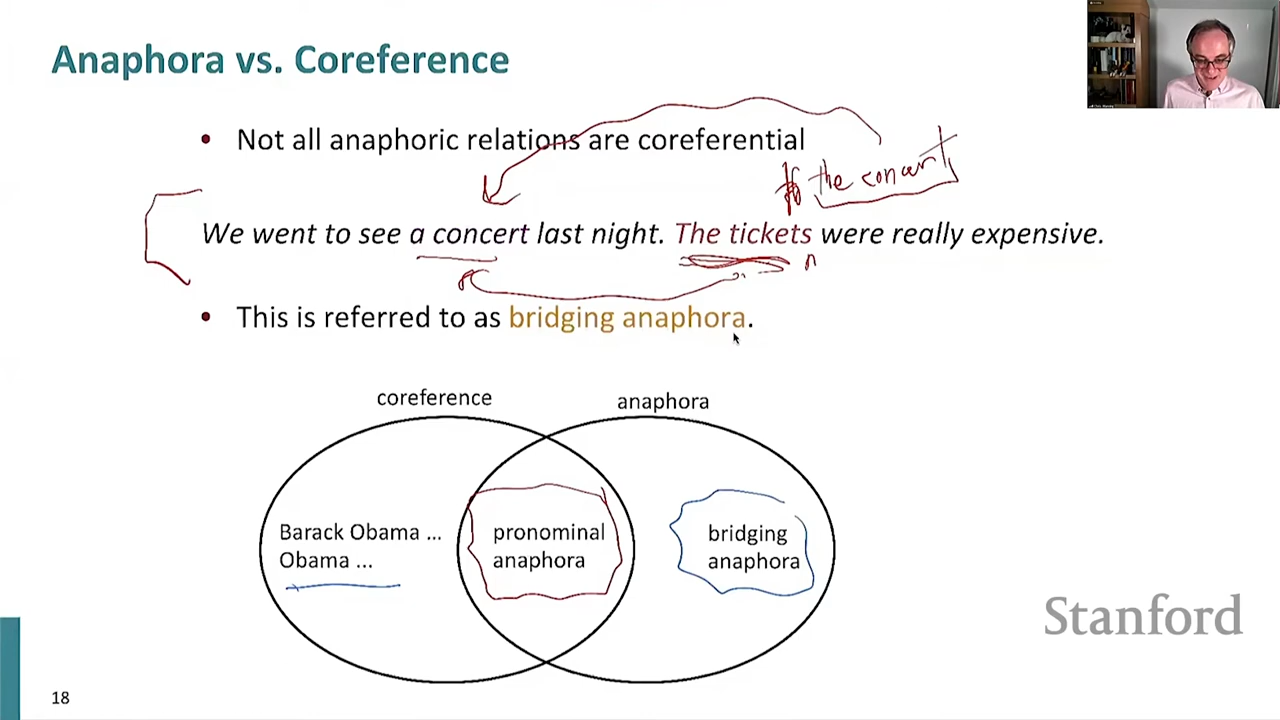 Anaphora vs. Coreference
• Not all anaphoric relations are coreferential
the concert
We went to see a concert last night. The tickets were really expensive.
• This is referred to as bridging anaphora.
coreference
anaphora
Barack Obama ...
Obama ...
pronominal
anaphora
bridging
anaphora
Stanford
18